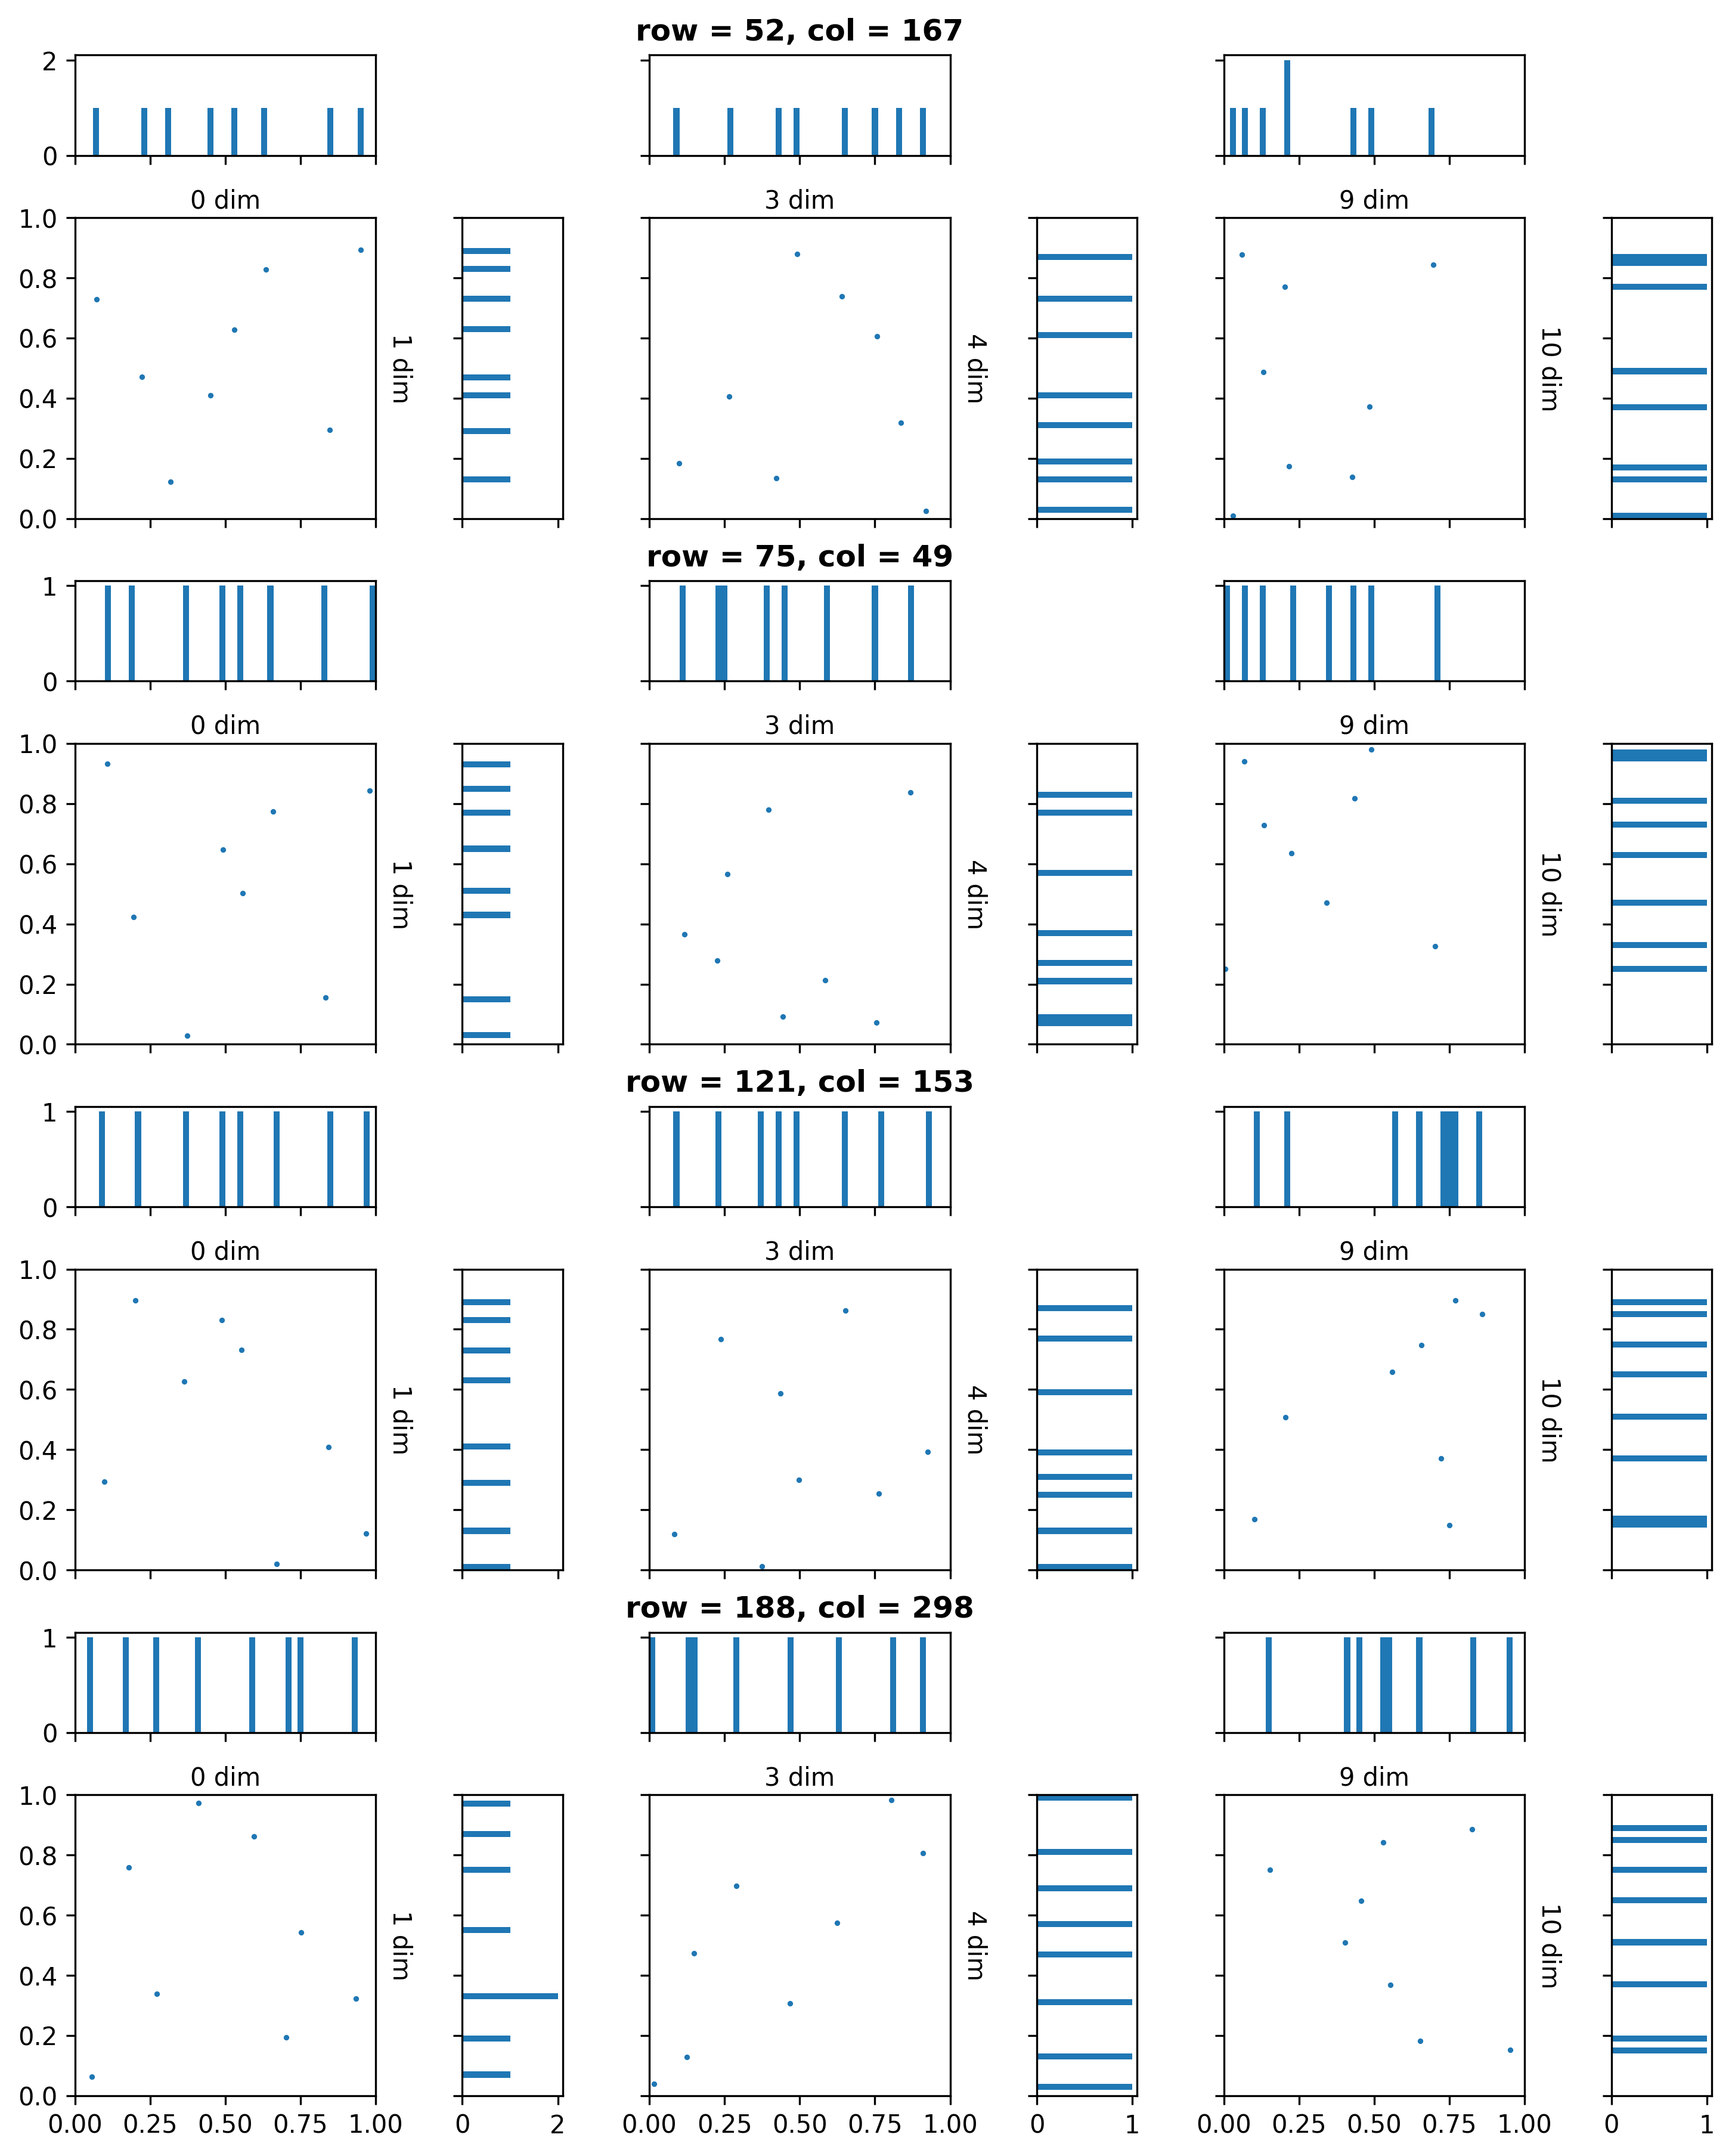 row = 52, col = 167
2
0
0 dim
3 dim
9 dim
1.0
0.8
0.6
0.4
0.2
0.0
1 dim
4 dim
10 dim
row = 75, col = 49
1
0
0 dim
3 dim
9 dim
1.0
0.8
0.6
0.4
0.2
0.0
1 dim
4 dim
10 dim
row = 121, col = 153
1
0
0 dim
3 dim
9 dim
1.0
0.8
0.6
0.4
0.2
0.0
1 dim
4 dim
10 dim
row = 188, col = 298
1
0
0 dim
3 dim
9 dim
1.0
0.8
0.6
0.4
0.2
0.0
1 dim
4 dim
10 dim
0.00 0.25 0.50 0.75 1.00
0 2
0.00 0.25 0.50 0.75 1.00
0 1
0.00 0.25 0.50 0.75 1.00
0 1